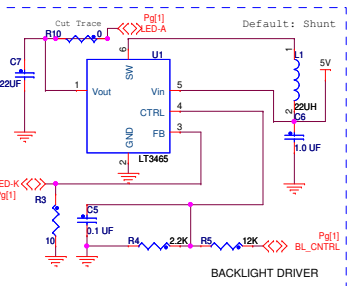 Cut Trace
Pg[1]
LED-A
Default: Shunt
R10
0
U1
L1
1
5V
C7
22UF
6
SW
1
Vout
Vin
5
CTRL
4
FB
3
GND
2
LT3465
2
22UH
C6
1.0 UF
ED-K
Pg[1]
R3
10
C5
0.1 UF
R4
2.2K
R5
12K
Pg[1]
BL_CNTRL
BACKLIGHT DRIVER